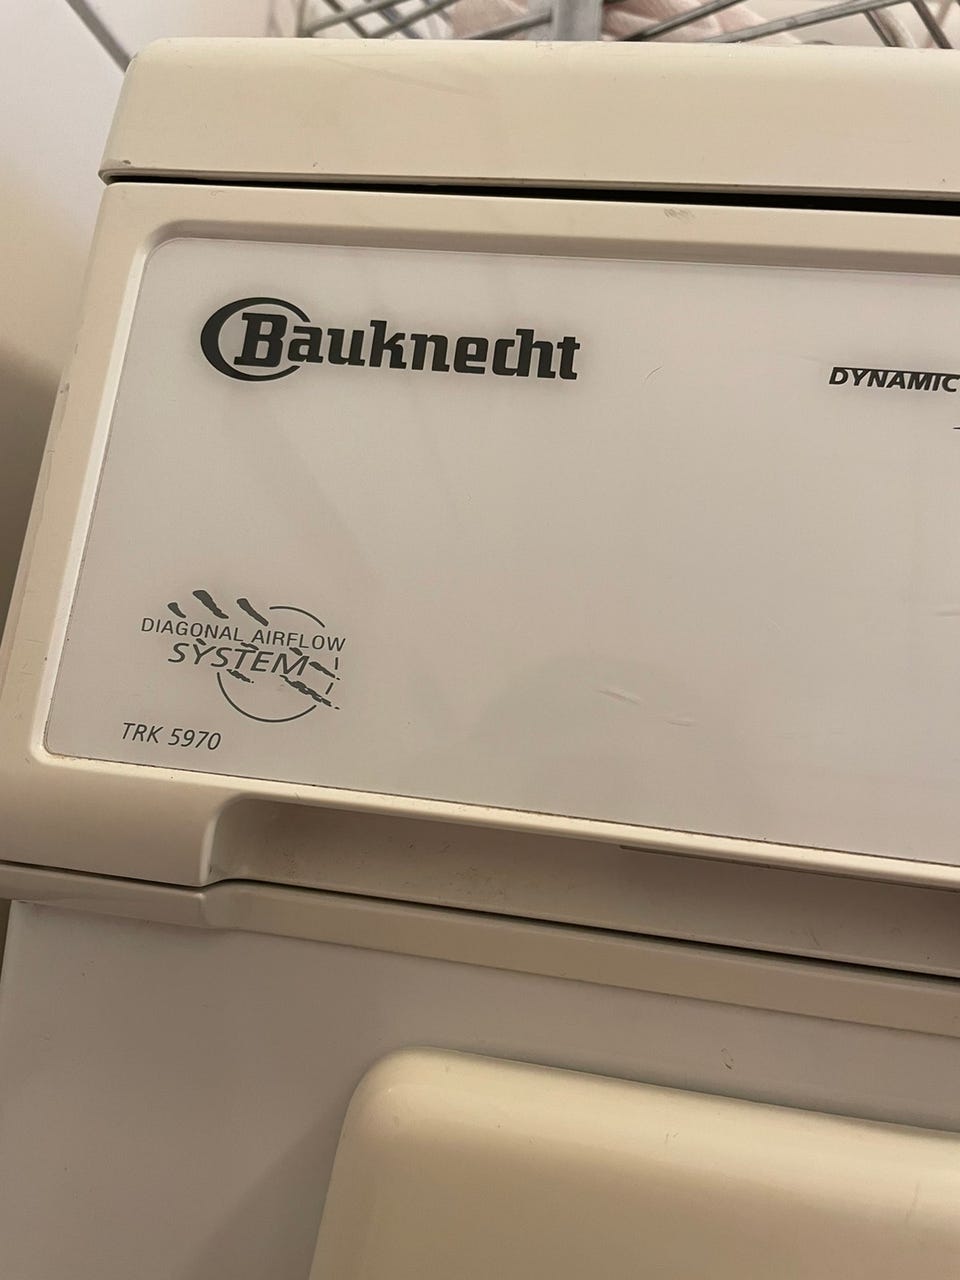 Bauknecht
DYNAMIC
DIAGONAL AIRFLOW
SYSTEM
TRK 5970